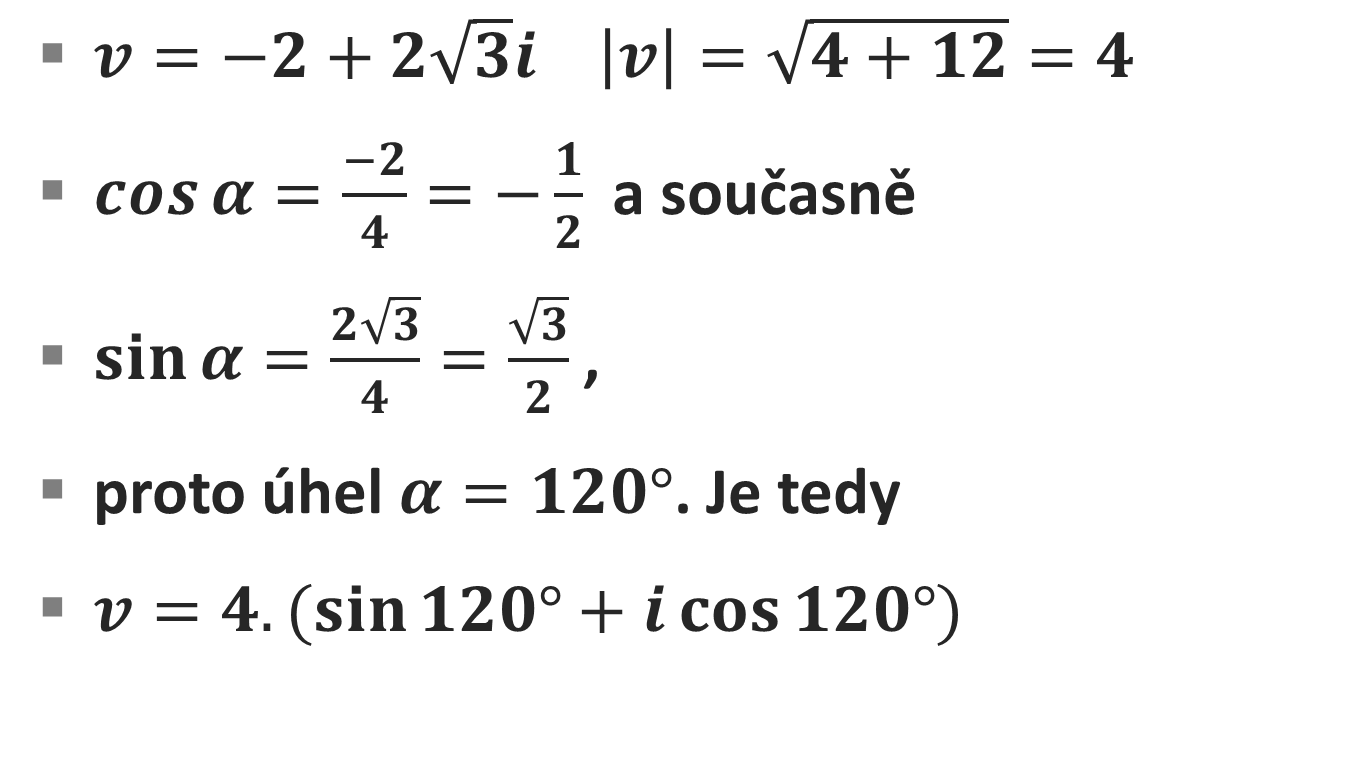 ▪ v = −2 + 2√3i |v| = √(4 + 12) = 4
▪ cos α = −2/4 = −1/2 a současně
▪ sin α = 2√3/4 = √3/2 ,
▪ proto úhel α = 120°. Je tedy
▪ v = 4. (sin 120° + i cos 120°)